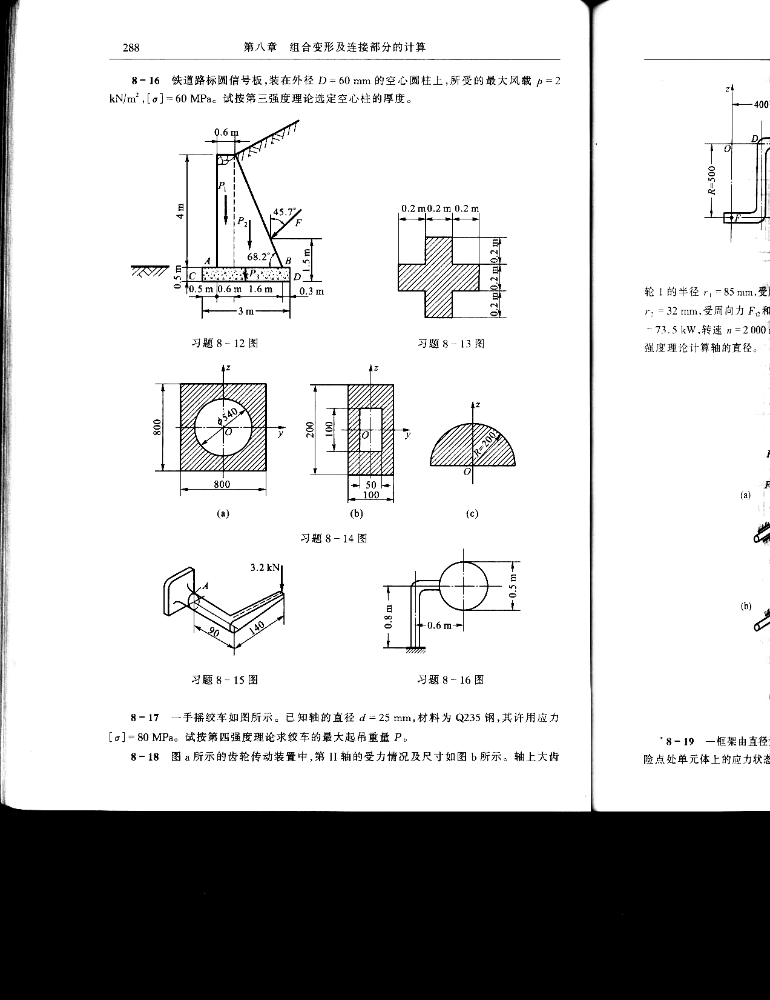 288 第八章 组合变形及连接部分的计算
8-16 铁道路标圆信号板,装在外径 D=60 mm 的空心圆柱上,所受的最大风载 p=2
kN/m²,[σ]=60 MPa。试按第三强度理论选定空心柱的厚度。
0.6 m
4 m
P₁
P₂
45.7°
F
68.2°
1.5 m
A
B
0.5 m
C
P₃
D
0.5 m 0.6 m 1.6 m
0.3 m
3 m
习题 8-12 图
0.2 m 0.2 m 0.2 m
0.2 m
0.2 m
0.2 m
习题 8-13 图
z
800
φ540
O
y
800
(a)
z
200
100
O
y
50
100
(b)
z
R=200
O
(c)
习题 8-14 图
3.2 kN
A
90
140
习题 8-15 图
0.5 m
0.8 m
0.6 m
习题 8-16 图
8-17 一手摇绞车如图所示。已知轴的直径 d=25 mm,材料为 Q235 钢,其许用应力
[σ]=80 MPa。试按第四强度理论求绞车的最大起吊重量 P。
8-18 图 a 所示的齿轮传动装置中,第 II 轴的受力情况及尺寸如图 b 所示。轴上大齿
z
400
D
O
R=500
F
轮 1 的半径 r₁=85 mm,受
r₂=32 mm,受周向力 F_t2 和
=73.5 kW,转速 n=2 000
强度理论计算轴的直径。
(a)
(b)
*8-19 一框架由直径
险点处单元体上的应力状态